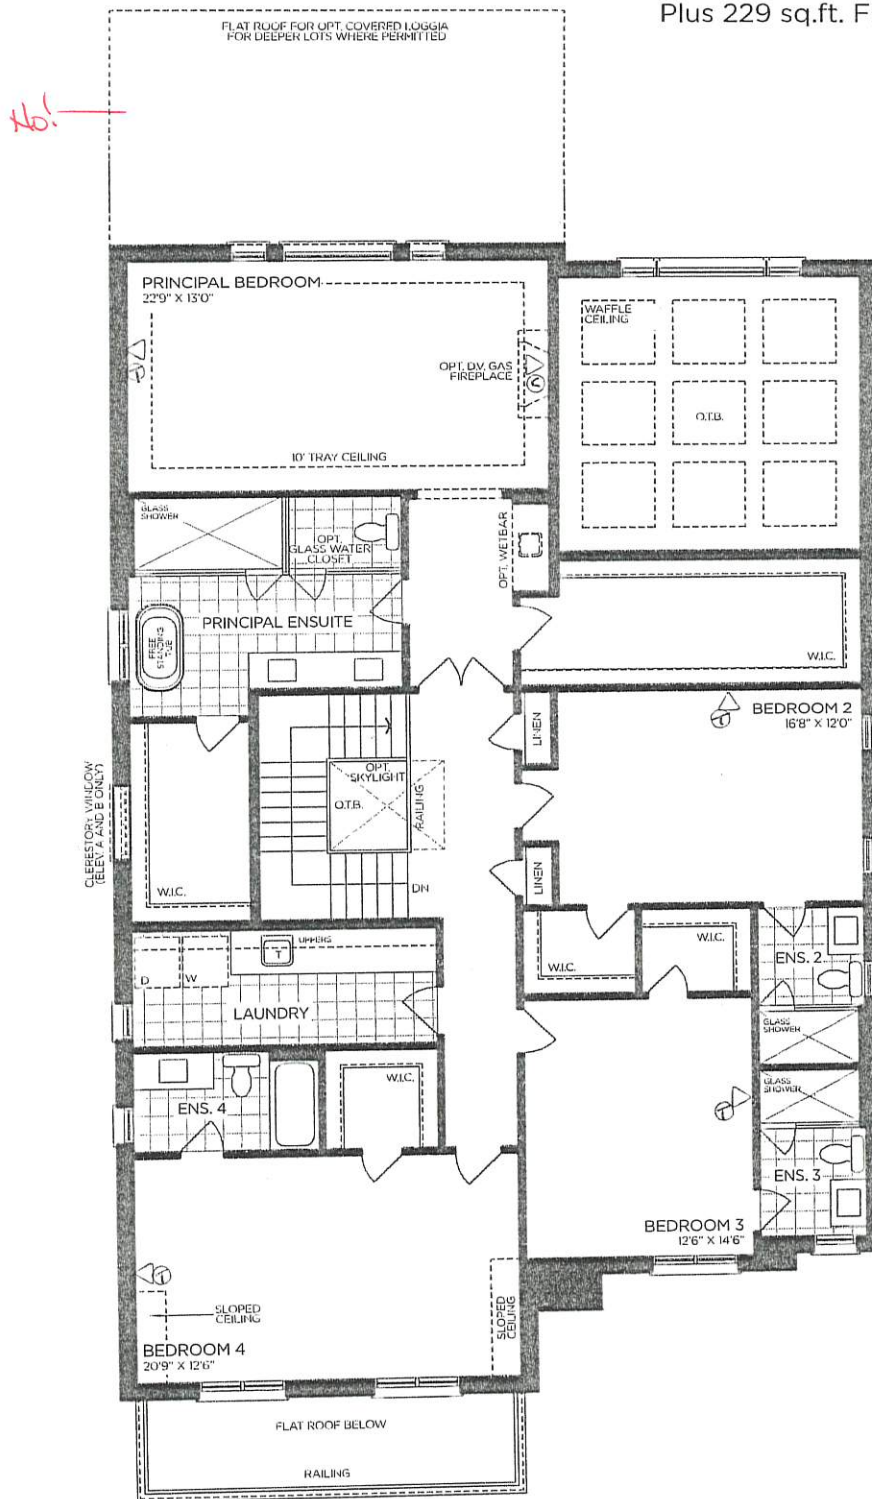 Plus 229 sq.ft. F
FLAT ROOF FOR OPT. COVERED LOGGIA
FOR DEEPER LOTS WHERE PERMITTED
No!
PRINCIPAL BEDROOM
22'9" X 13'0"
WAFFLE
CEILING
T
OPT. D.V. GAS
FIREPLACE
C
O.T.B.
10' TRAY CEILING
GLASS
SHOWER
OPT.
GLASS WATER
CLOSET
OPT. WETBAR
PRINCIPAL ENSUITE
FREE
STANDING
TUB
W.I.C.
BEDROOM 2
16'8" X 12'0"
T
LINEN
OPT.
SKYLIGHT
O.T.B.
RAILING
CLERESTORY WINDOW
(ELEV. A AND B ONLY)
W.I.C.
DN
LINEN
UPPERS
T
D
W
LAUNDRY
W.I.C.
W.I.C.
ENS. 2
GLASS
SHOWER
GLASS
SHOWER
ENS. 4
W.I.C.
T
ENS. 3
BEDROOM 3
12'6" X 14'6"
T
SLOPED
CEILING
SLOPED
CEILING
BEDROOM 4
20'9" X 12'6"
FLAT ROOF BELOW
RAILING